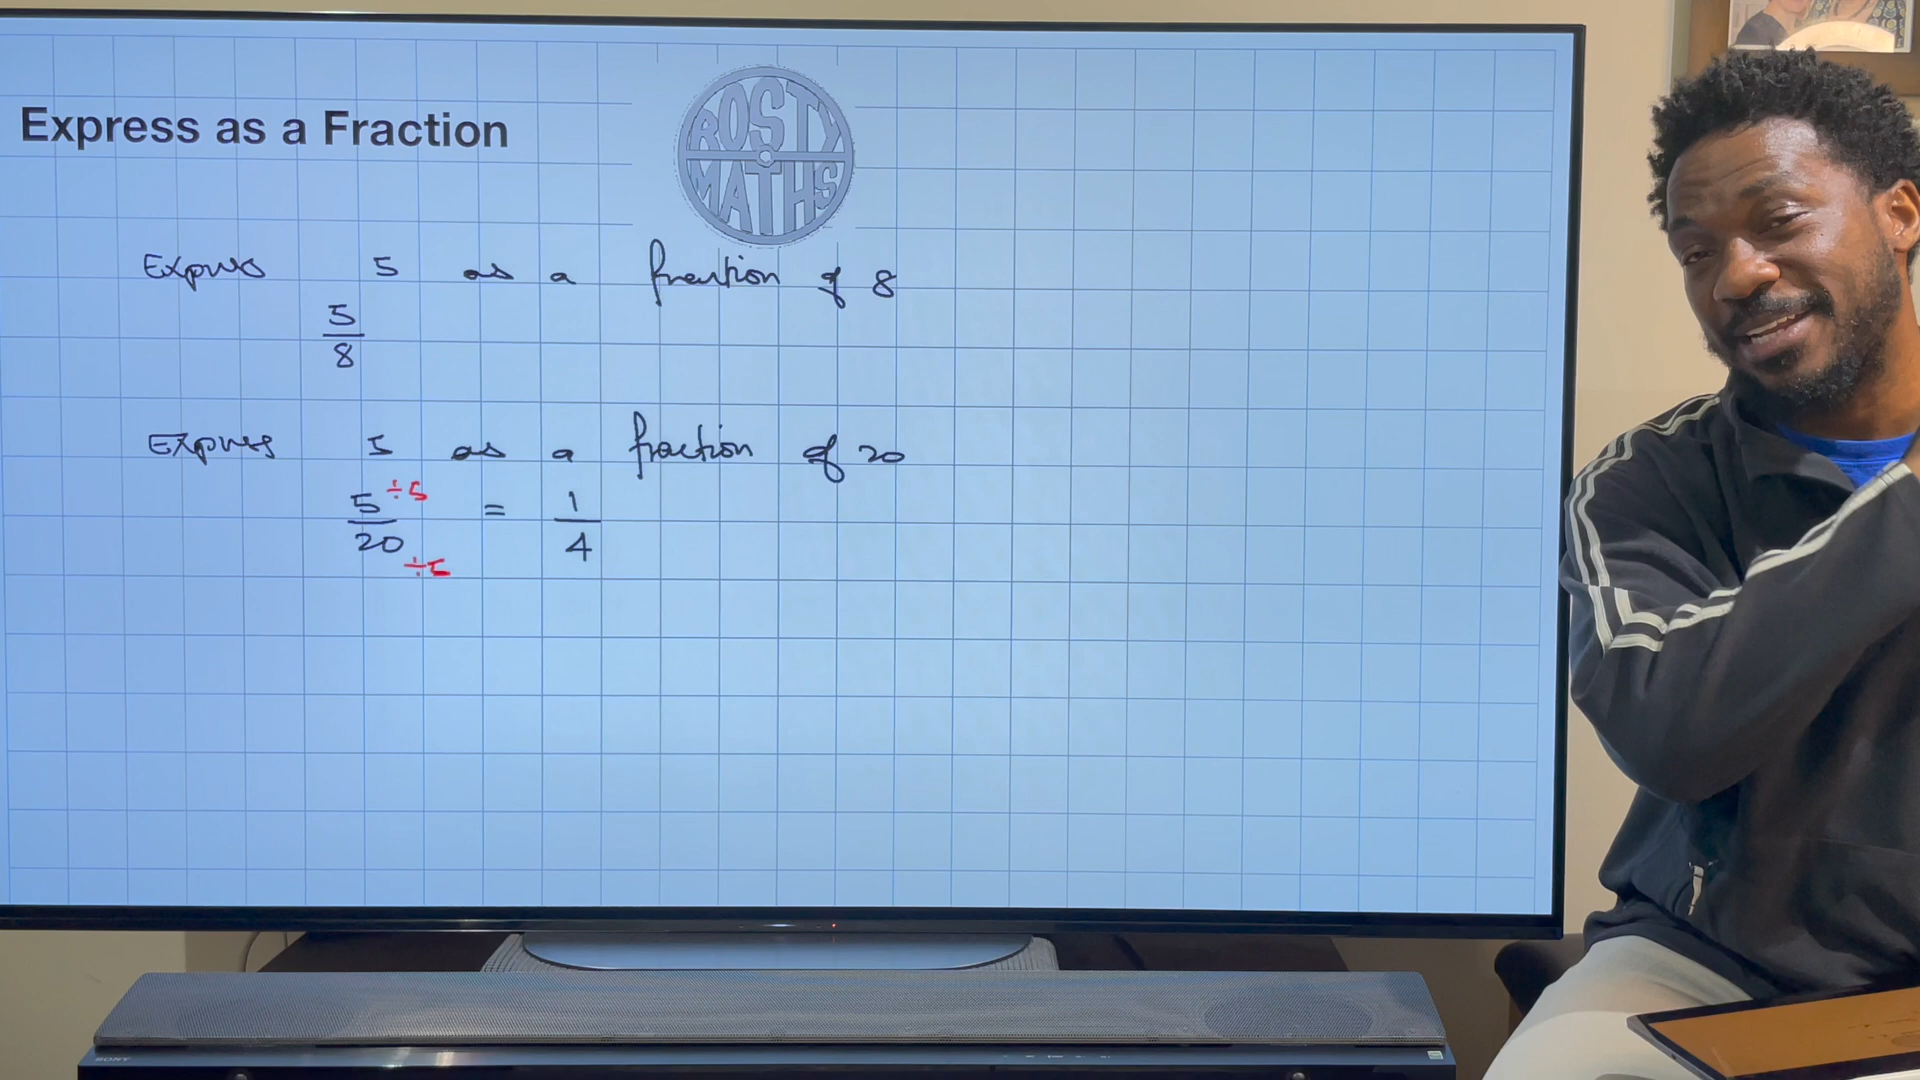 Express as a Fraction
ROSTY
MATHS
Express 5 as a fraction of 8
5
8
Express 5 as a fraction of 20
5 ÷5 = 1
20 ÷5 4
SONY